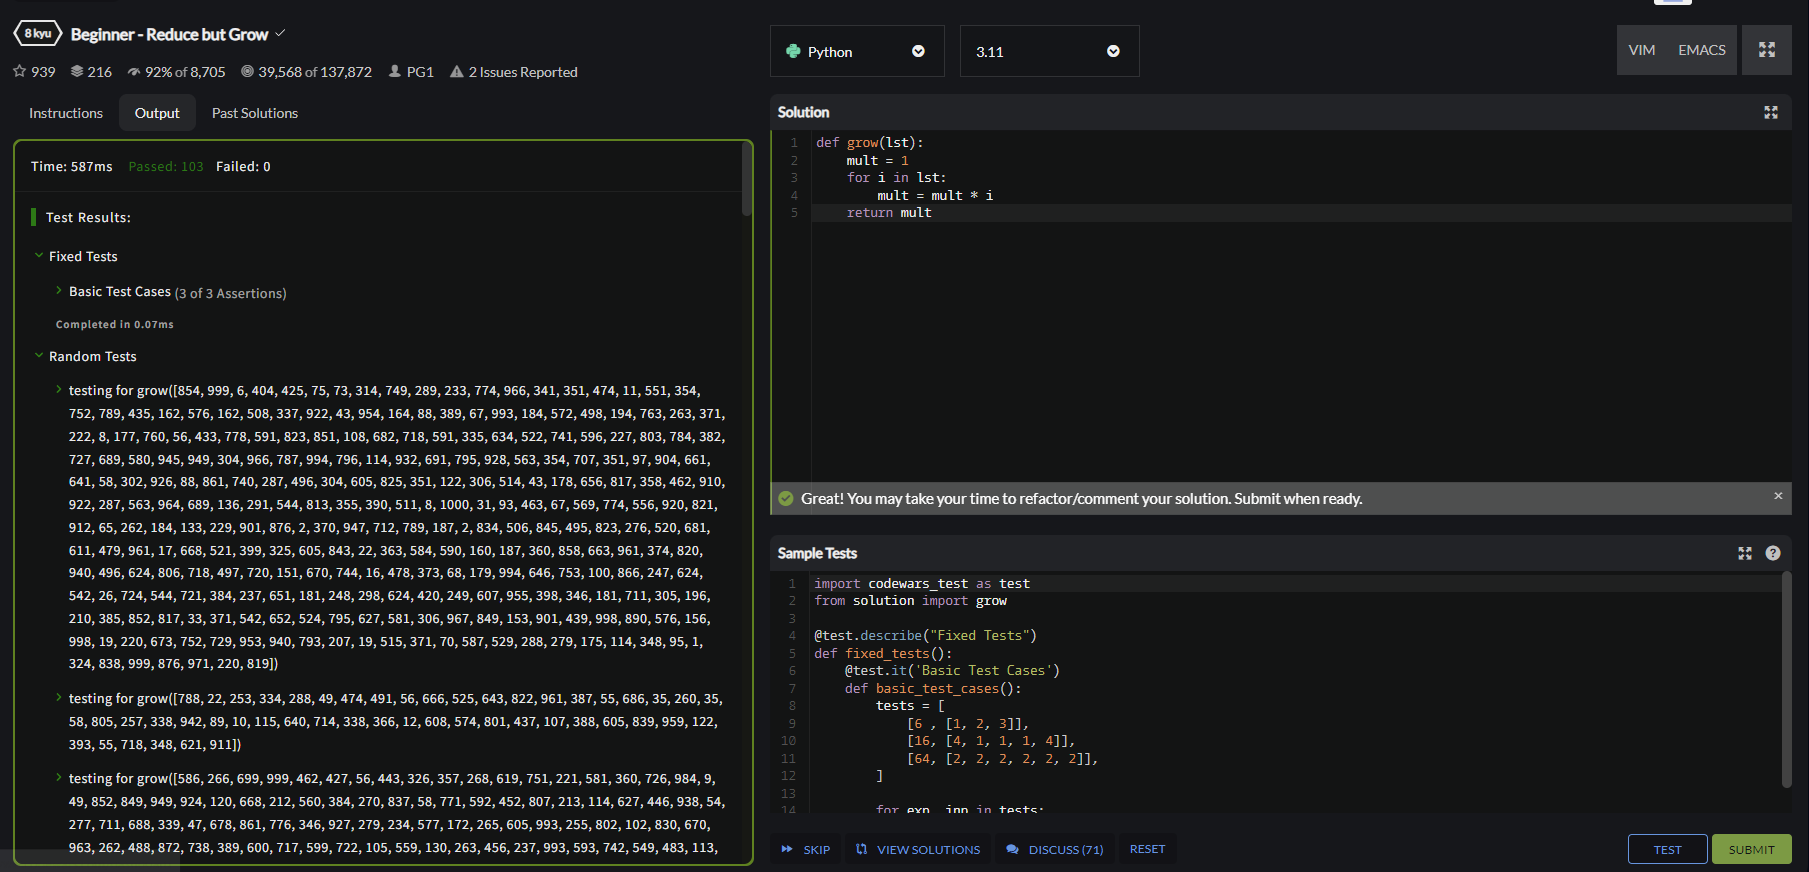 8 kyu Beginner - Reduce but Grow
939 216 92% of 8,705 39,568 of 137,872 PG1 2 Issues Reported
Instructions Output Past Solutions
Time: 587ms Passed: 103 Failed: 0
Test Results:
Fixed Tests
Basic Test Cases (3 of 3 Assertions)
Completed in 0.07ms
Random Tests
testing for grow([854, 999, 6, 404, 425, 75, 73, 314, 749, 289, 233, 774, 966, 341, 351, 474, 11, 551, 354,
752, 789, 435, 162, 576, 162, 508, 337, 922, 43, 954, 164, 88, 389, 67, 993, 184, 572, 498, 194, 763, 263, 371,
222, 8, 177, 760, 56, 433, 778, 591, 823, 851, 108, 682, 718, 591, 335, 634, 522, 741, 596, 227, 803, 784, 382,
727, 689, 580, 945, 949, 304, 966, 787, 994, 796, 114, 932, 691, 795, 928, 563, 354, 707, 351, 97, 904, 661,
641, 58, 302, 926, 88, 861, 740, 287, 496, 304, 605, 825, 351, 122, 306, 514, 43, 178, 656, 817, 358, 462, 910,
922, 287, 563, 964, 689, 136, 291, 544, 813, 355, 390, 511, 8, 1000, 31, 93, 463, 67, 569, 774, 556, 920, 821,
912, 65, 262, 184, 133, 229, 901, 876, 2, 370, 947, 712, 789, 187, 2, 834, 506, 845, 495, 823, 276, 520, 681,
611, 479, 961, 17, 668, 521, 399, 325, 605, 843, 22, 363, 584, 590, 160, 187, 360, 858, 663, 961, 374, 820,
940, 496, 624, 806, 718, 497, 720, 151, 670, 744, 16, 478, 373, 68, 179, 994, 646, 753, 100, 866, 247, 624,
542, 26, 724, 544, 721, 384, 237, 651, 181, 248, 298, 624, 420, 249, 607, 955, 398, 346, 181, 711, 305, 196,
210, 385, 852, 817, 33, 371, 542, 652, 524, 795, 627, 581, 306, 967, 849, 153, 901, 439, 998, 890, 576, 156,
998, 19, 220, 673, 752, 729, 953, 940, 793, 207, 19, 515, 371, 70, 587, 529, 288, 279, 175, 114, 348, 95, 1,
324, 838, 999, 876, 971, 220, 819])
testing for grow([788, 22, 253, 334, 288, 49, 474, 491, 56, 666, 525, 643, 822, 961, 387, 55, 686, 35, 260, 35,
58, 805, 257, 338, 942, 89, 10, 115, 640, 714, 338, 366, 12, 608, 574, 801, 437, 107, 388, 605, 839, 959, 122,
393, 55, 718, 348, 621, 911])
testing for grow([586, 266, 699, 999, 462, 427, 56, 443, 326, 357, 268, 619, 751, 221, 581, 360, 726, 984, 9,
49, 852, 849, 949, 924, 120, 668, 212, 560, 384, 270, 837, 58, 771, 592, 452, 807, 213, 114, 627, 446, 938, 54,
277, 711, 688, 339, 47, 678, 861, 776, 346, 927, 279, 234, 577, 172, 265, 605, 993, 255, 802, 102, 830, 670,
963, 262, 488, 872, 738, 389, 600, 717, 599, 722, 105, 559, 130, 263, 456, 237, 993, 593, 742, 549, 483, 113,
Python 3.11 VIM EMACS
Solution
1 def grow(lst):
2 mult = 1
3 for i in lst:
4 mult = mult * i
5 return mult
Great! You may take your time to refactor/comment your solution. Submit when ready.
Sample Tests
1 import codewars_test as test
2 from solution import grow
3
4 @test.describe("Fixed Tests")
5 def fixed_tests():
6 @test.it('Basic Test Cases')
7 def basic_test_cases():
8 tests = [
9 [6 , [1, 2, 3]],
10 [16, [4, 1, 1, 1, 4]],
11 [64, [2, 2, 2, 2, 2, 2]],
12 ]
13
14 for exp, inp in tests:
SKIP VIEW SOLUTIONS DISCUSS (71) RESET TEST SUBMIT